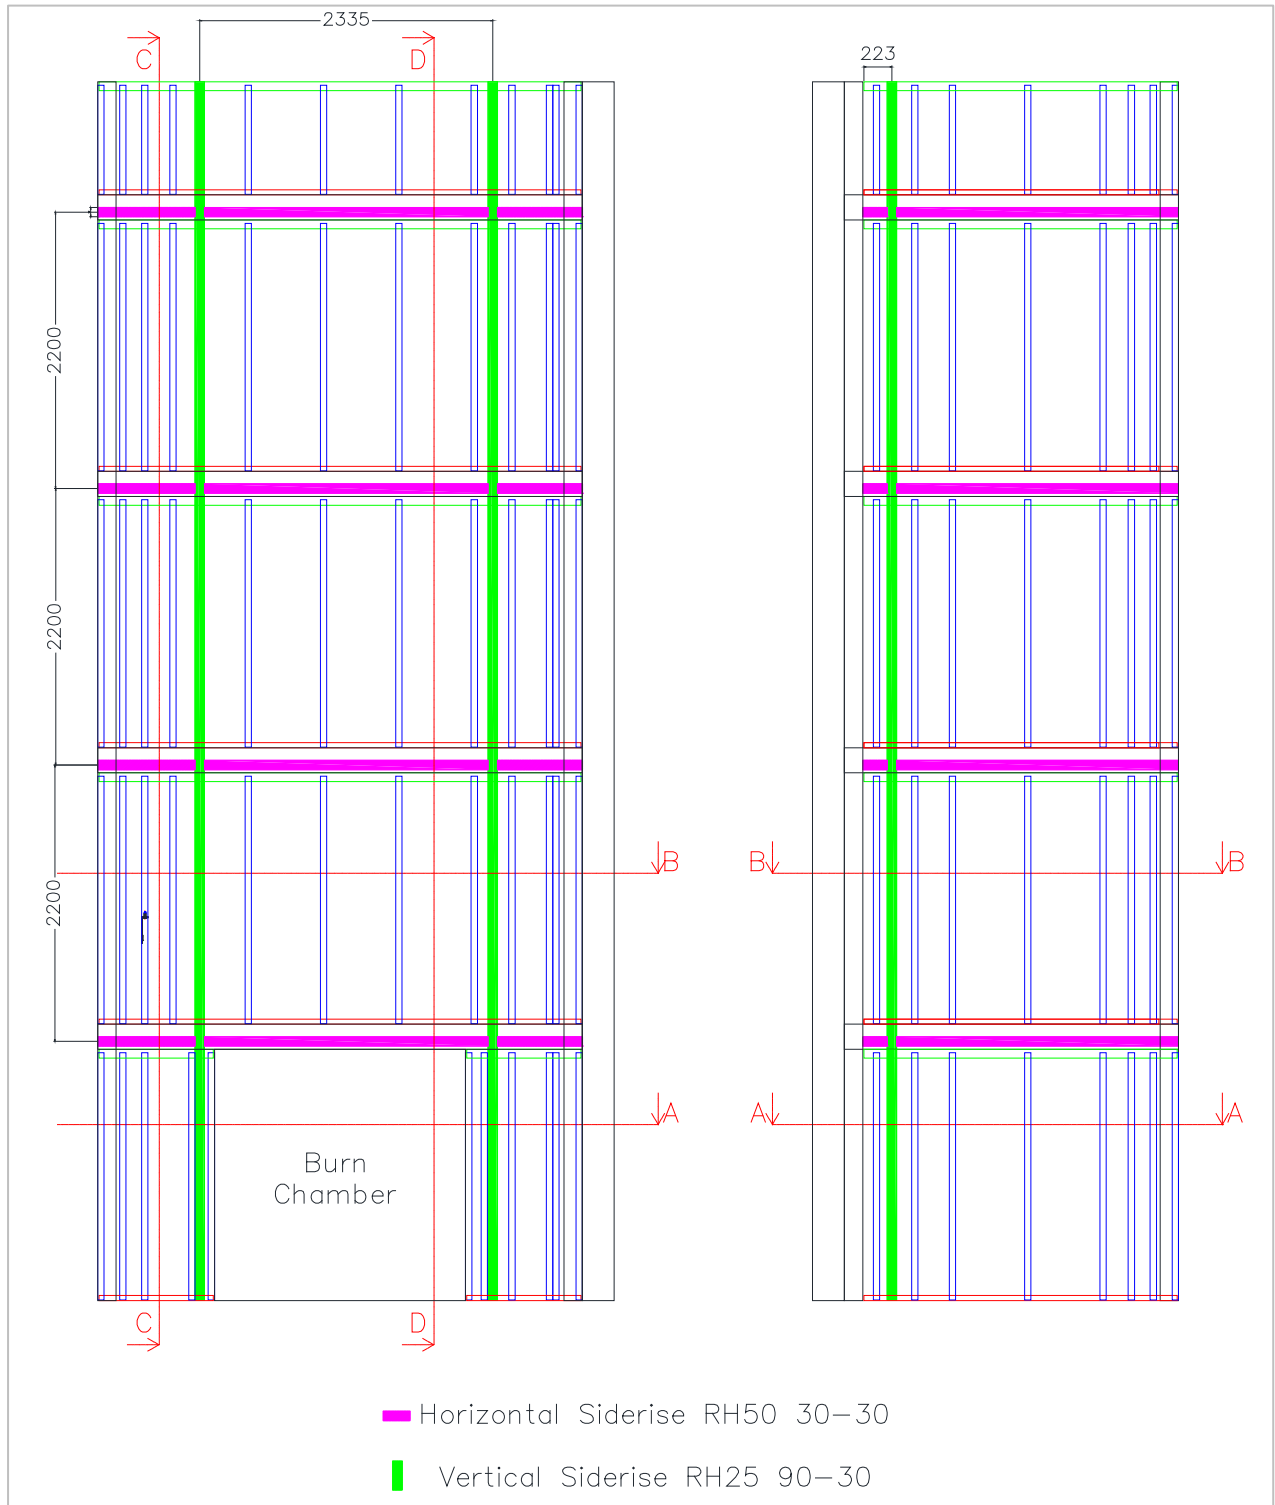 2335
C
D
223
2200
2200
2200
B
B
B
A
A
A
Burn
Chamber
C
D
Horizontal Siderise RH50 30-30
Vertical Siderise RH25 90-30